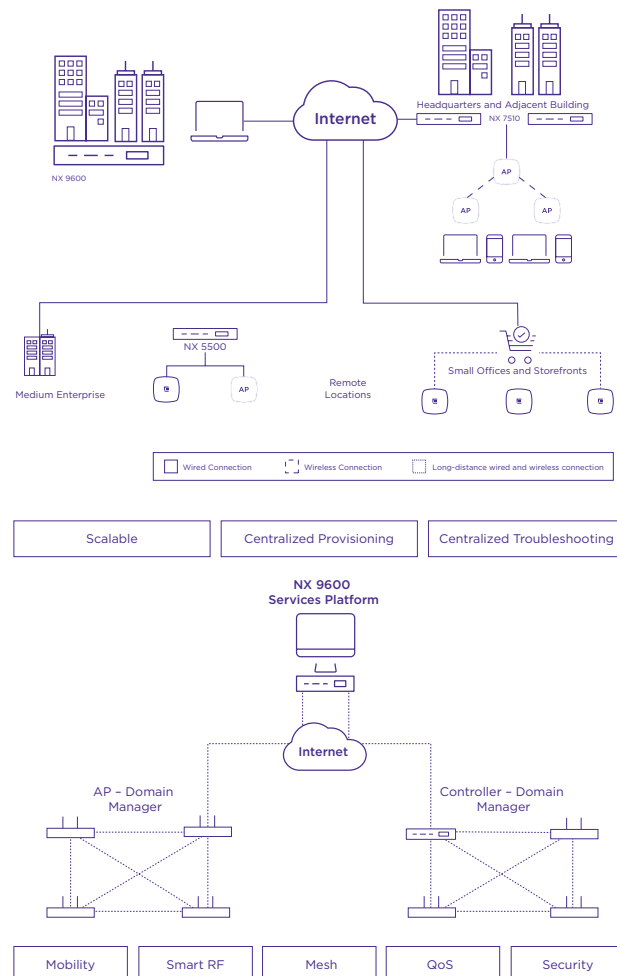 Internet
Headquarters and Adjacent Building
NX 7510
NX 9600
AP
AP
AP
NX 5500
AP
Medium Enterprise
Remote
Locations
Small Offices and Storefronts
Wired Connection
Wireless Connection
Long-distance wired and wireless connection
Scalable
Centralized Provisioning
Centralized Troubleshooting
NX 9600
Services Platform
Internet
AP – Domain
Manager
Controller – Domain
Manager
Mobility
Smart RF
Mesh
QoS
Security